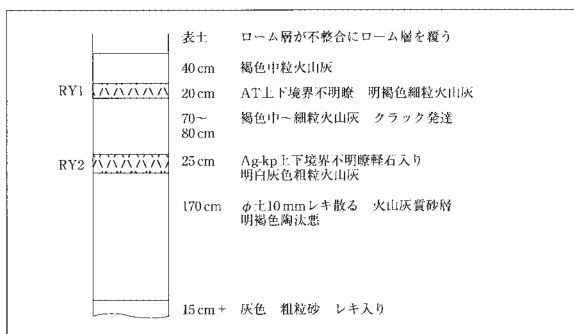 表土 ローム層が不整合にローム層を覆う
40cm 褐色中粒火山灰
RY1 20cm AT上下境界不明瞭 明褐色細粒火山灰
70〜 褐色中〜細粒火山灰 クラック発達
80cm
RY2 25cm Ag-kp上下境界不明瞭軽石入り
明白灰色粗粒火山灰
170cm φ±10mmレキ散る 火山灰質砂層
明褐色陶汰悪
15cm+ 灰色 粗粒砂 レキ入り